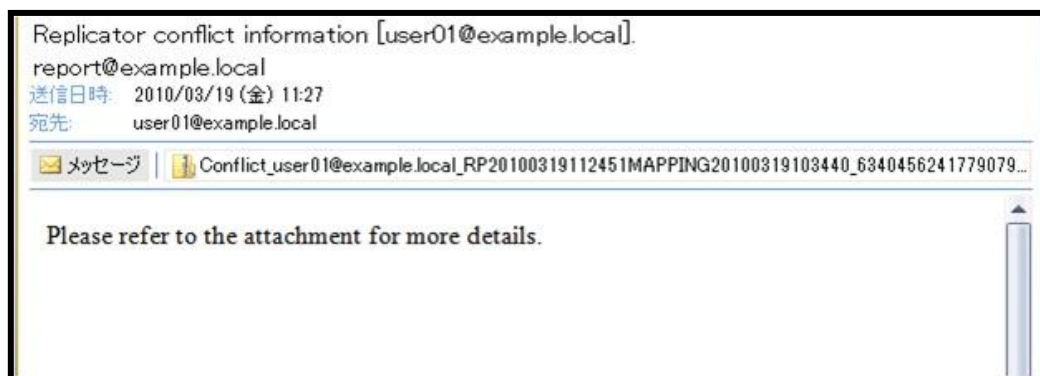 Replicator conflict information [user01@example.local].
report@example.local
送信日時: 2010/03/19 (金) 11:27
宛先: user01@example.local
メッセージ Conflict_user01@example.local_RP20100319112451MAPPING20100319103440_6340456241779079...
Please refer to the attachment for more details.